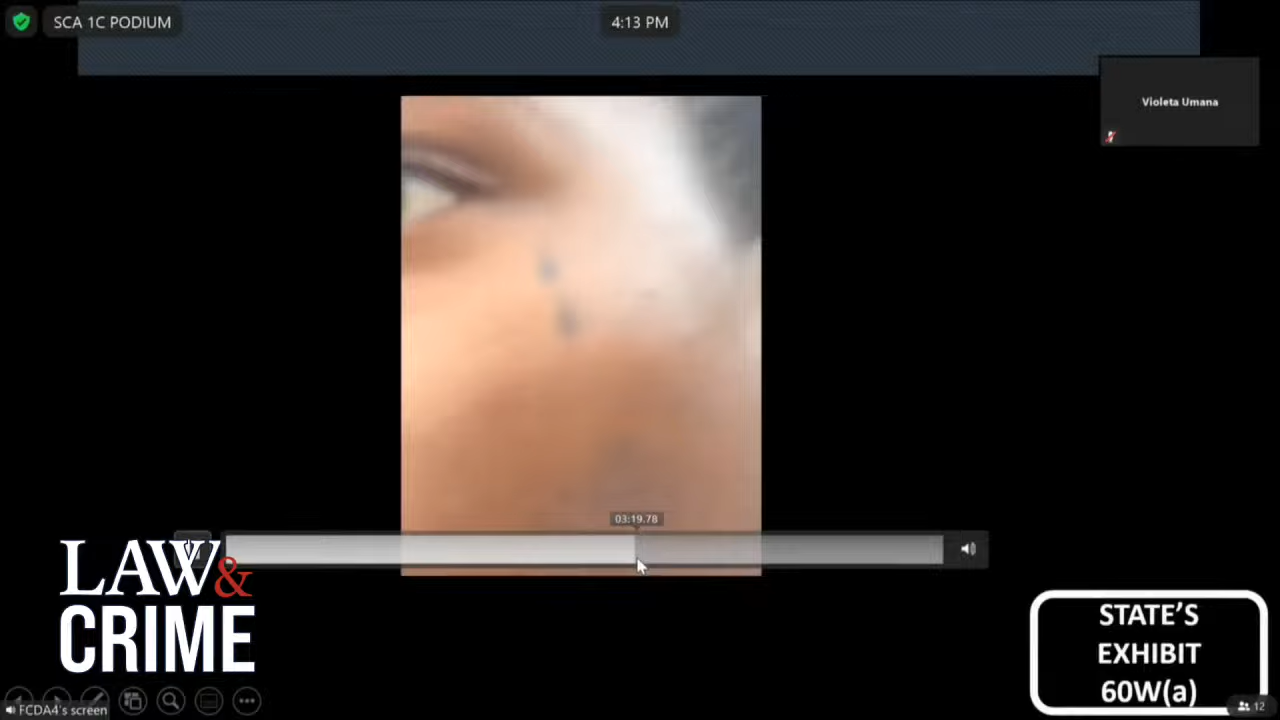 SCA 1C PODIUM
4:13 PM
Violeta Umana
03:19.78
LAW&
CRIME
STATE'S
EXHIBIT
60W(a)
FCDA4's screen
12